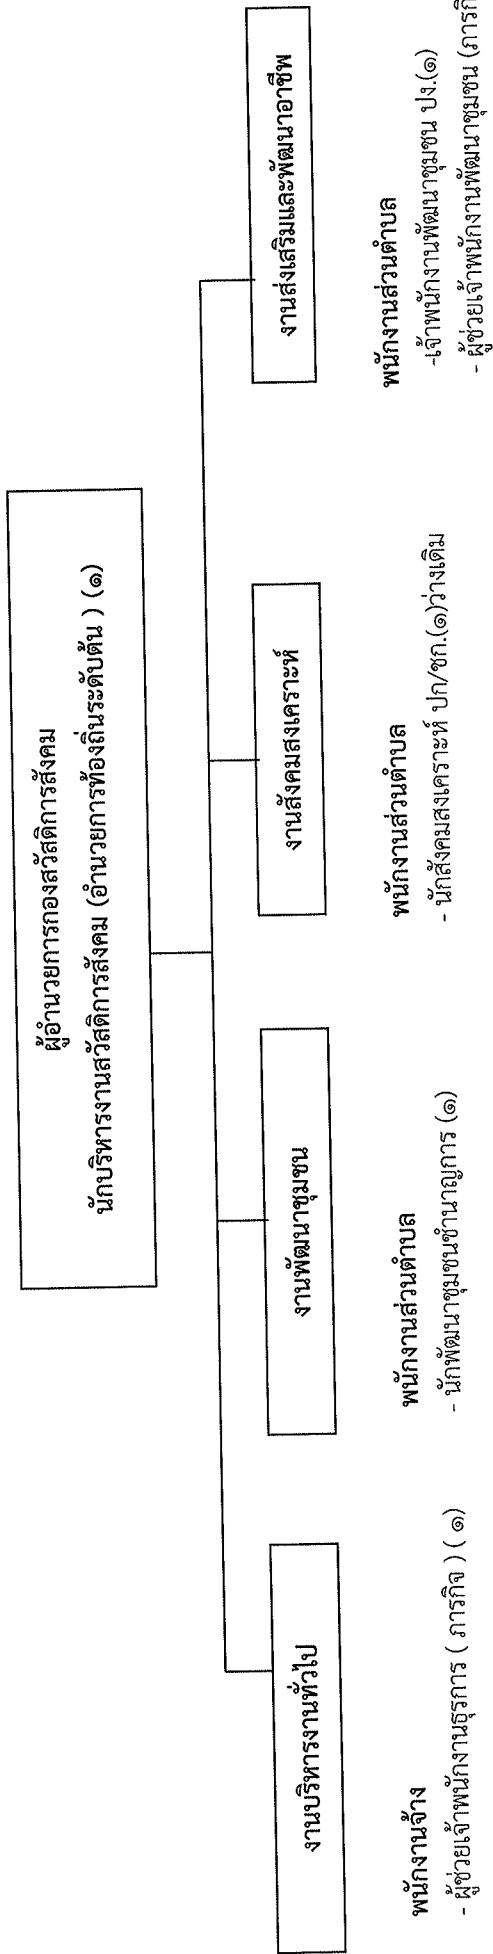 ผู้อำนวยการกองสวัสดิการสังคม
นักบริหารงานสวัสดิการสังคม (อำนวยการท้องถิ่นระดับต้น ) (๑)
งานบริหารงานทั่วไป
พนักงานจ้าง
- ผู้ช่วยเจ้าพนักงานธุรการ ( ภารกิจ ) ( ๑)
งานพัฒนาชุมชน
พนักงานส่วนตำบล
- นักพัฒนาชุมชนชำนาญการ (๑)
งานสังคมสงเคราะห์
พนักงานส่วนตำบล
- นักสังคมสงเคราะห์ ปก/ชก.(๑)ว่างเดิม
งานส่งเสริมและพัฒนาอาชีพ
พนักงานส่วนตำบล
-เจ้าพนักงานพัฒนาชุมชน ปง.(๑)
- ผู้ช่วยเจ้าพนักงานพัฒนาชุมชน